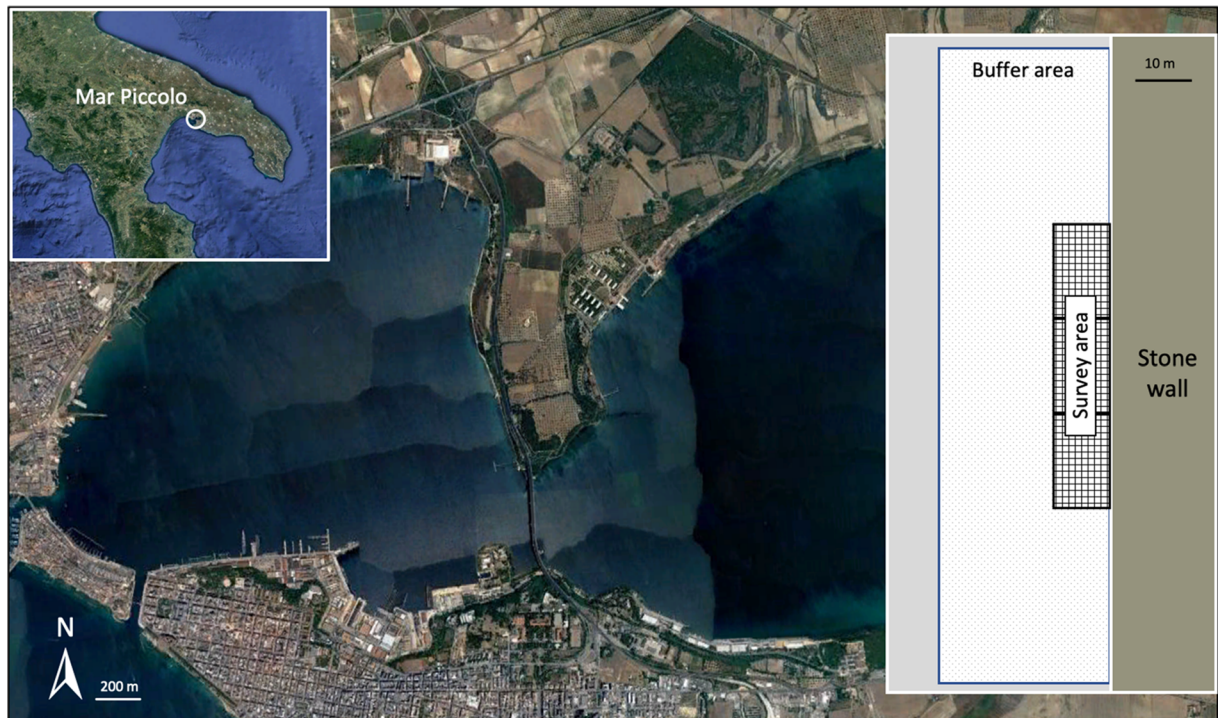 Mar Piccolo
Buffer area
10 m
Survey area
Stone
wall
N
200 m